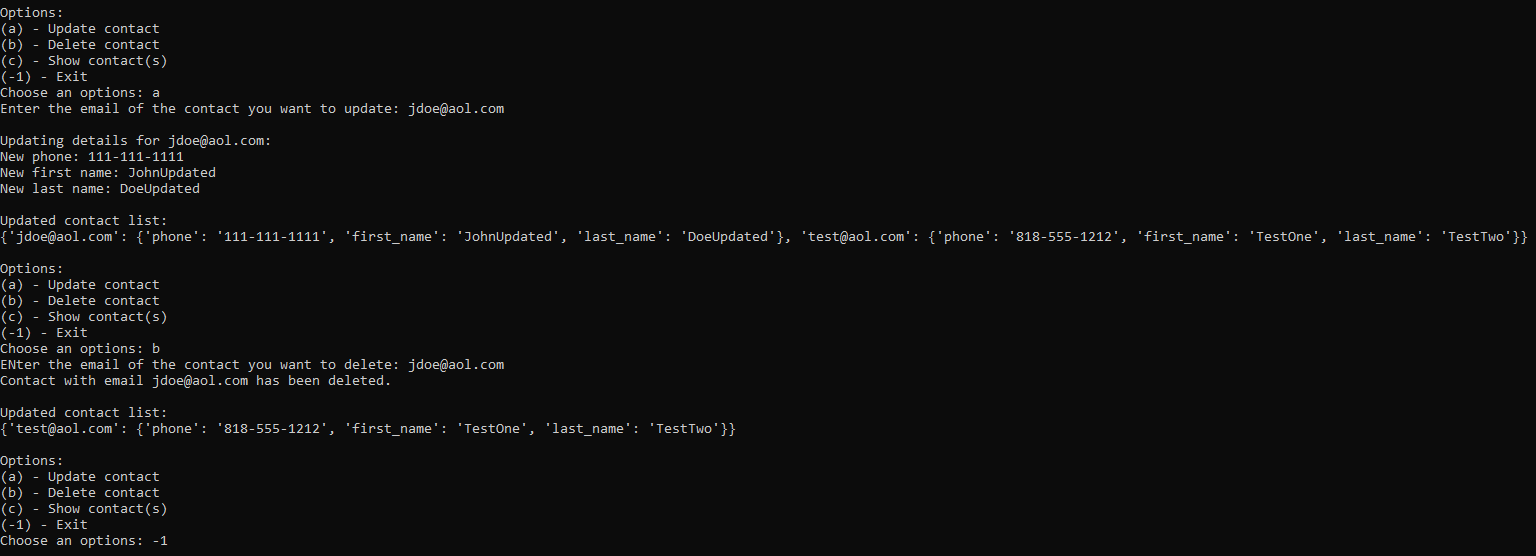 Options:
(a) - Update contact
(b) - Delete contact
(c) - Show contact(s)
(-1) - Exit
Choose an options: a
Enter the email of the contact you want to update: jdoe@aol.com
Updating details for jdoe@aol.com:
New phone: 111-111-1111
New first name: JohnUpdated
New last name: DoeUpdated
Updated contact list:
{'jdoe@aol.com': {'phone': '111-111-1111', 'first_name': 'JohnUpdated', 'last_name': 'DoeUpdated'}, 'test@aol.com': {'phone': '818-555-1212', 'first_name': 'TestOne', 'last_name': 'TestTwo'}}
Options:
(a) - Update contact
(b) - Delete contact
(c) - Show contact(s)
(-1) - Exit
Choose an options: b
ENter the email of the contact you want to delete: jdoe@aol.com
Contact with email jdoe@aol.com has been deleted.
Updated contact list:
{'test@aol.com': {'phone': '818-555-1212', 'first_name': 'TestOne', 'last_name': 'TestTwo'}}
Options:
(a) - Update contact
(b) - Delete contact
(c) - Show contact(s)
(-1) - Exit
Choose an options: -1